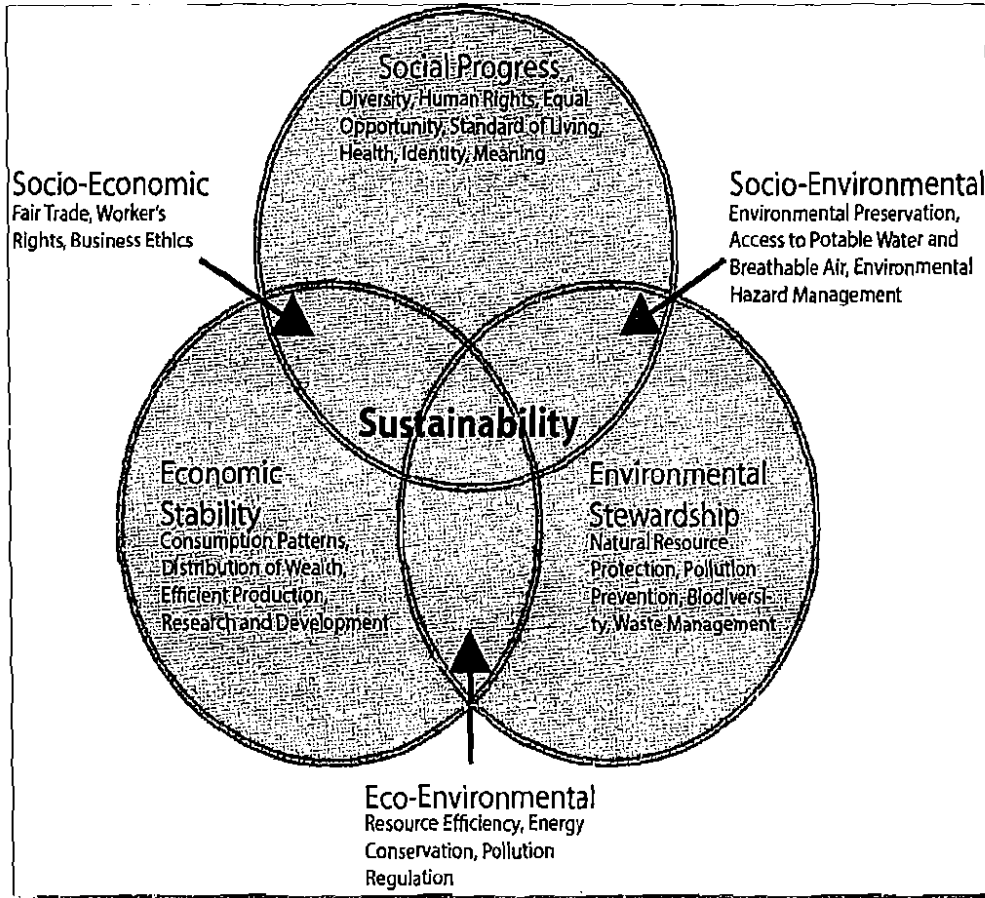 Social Progress
Diversity, Human Rights, Equal
Opportunity, Standard of Living,
Health, Identity, Meaning
Socio-Economic
Fair Trade, Worker's
Rights, Business Ethics
Socio-Environmental
Environmental Preservation,
Access to Potable Water and
Breathable Air, Environmental
Hazard Management
Sustainability
Economic
Stability
Consumption Patterns,
Distribution of Wealth,
Efficient Production,
Research and Development
Environmental
Stewardship
Natural Resource
Protection, Pollution
Prevention, Biodiversi-
ty, Waste Management
Eco-Environmental
Resource Efficiency, Energy
Conservation, Pollution
Regulation